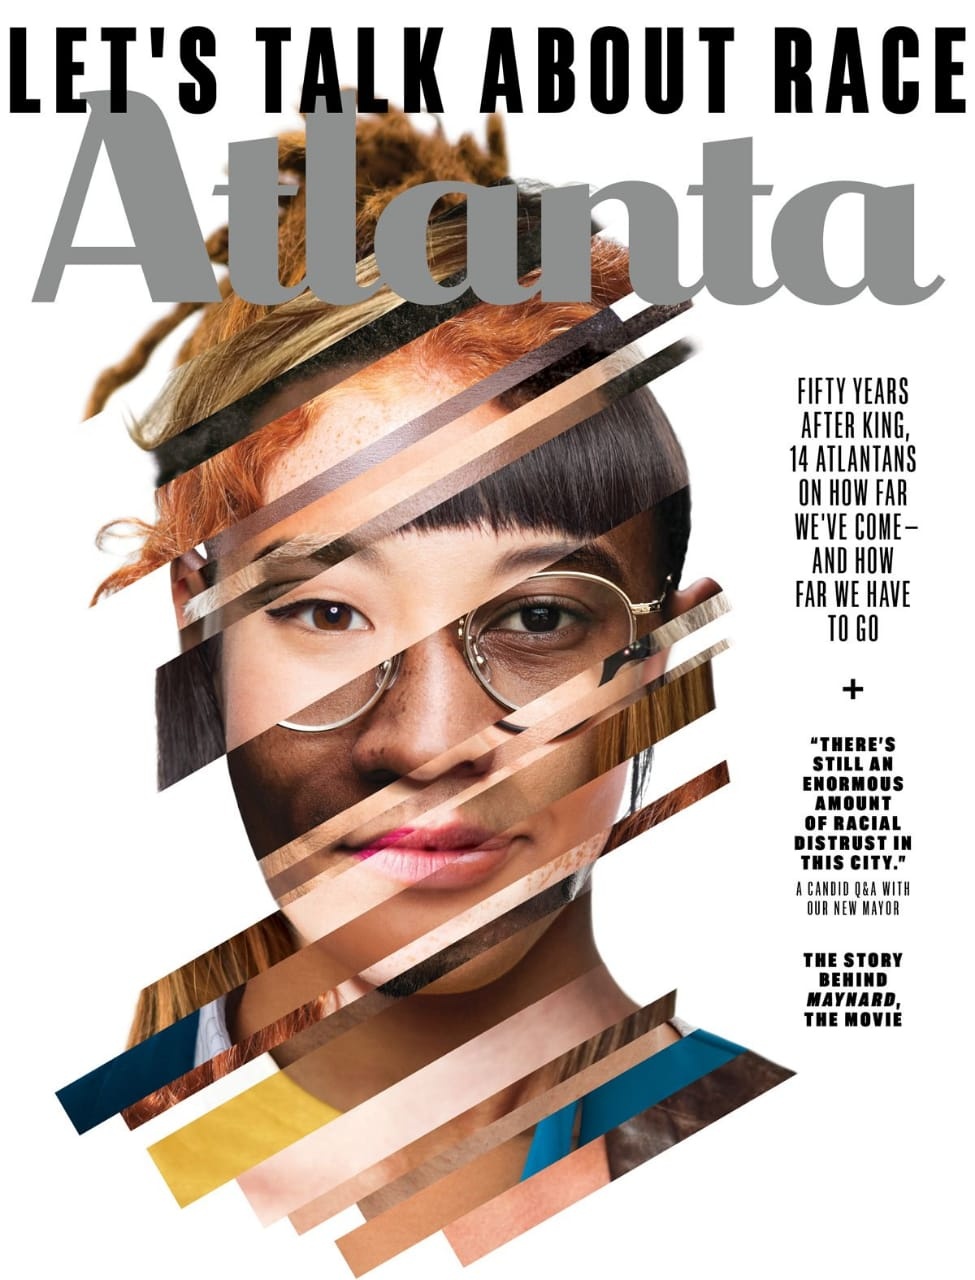 LET'S TALK ABOUT RACE
Atlanta
FIFTY YEARS
AFTER KING,
14 ATLANTANS
ON HOW FAR
WE'VE COME—
AND HOW
FAR WE HAVE
TO GO
+
“THERE'S
STILL AN
ENORMOUS
AMOUNT
OF RACIAL
DISTRUST IN
THIS CITY.”
A CANDID Q&A WITH
OUR NEW MAYOR
THE STORY
BEHIND
MAYNARD,
THE MOVIE